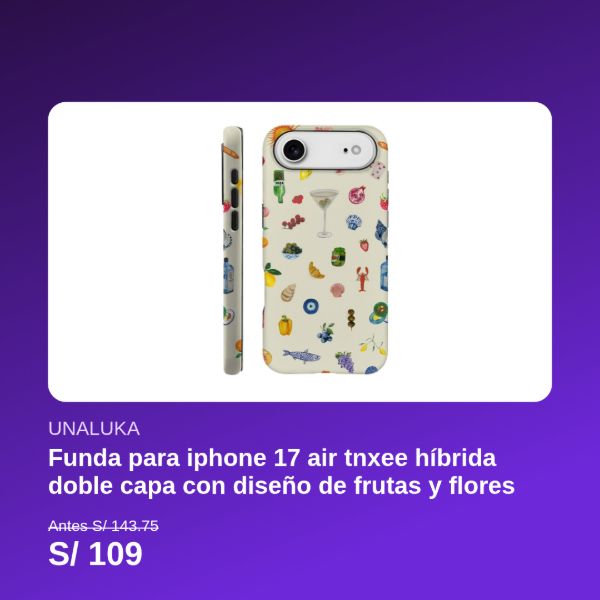 UNALUKA
Funda para iphone 17 air tnxee híbrida
doble capa con diseño de frutas y flores
Antes S/ 143.75
S/ 109